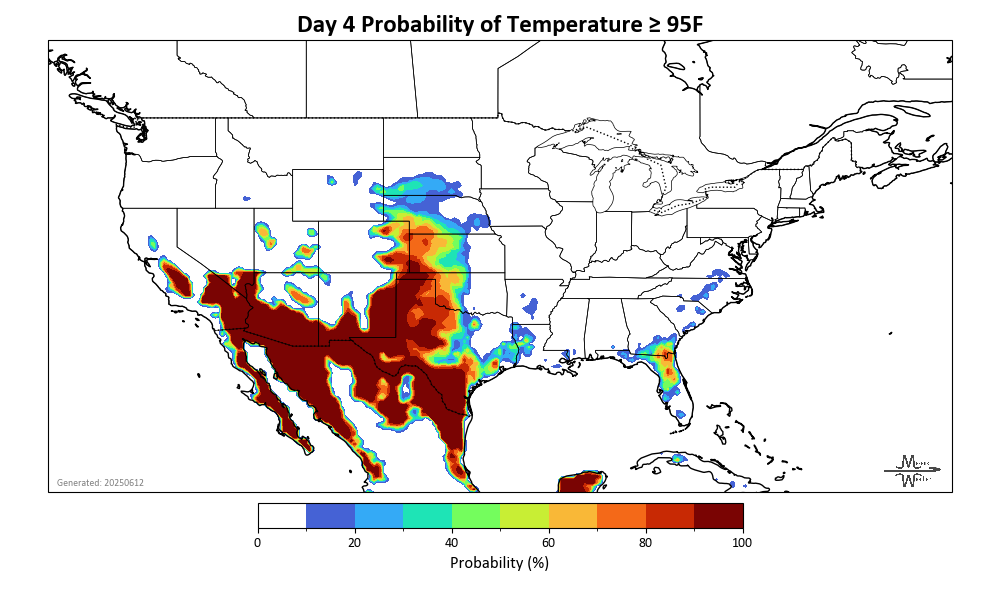 Day 4 Probability of Temperature ≥ 95F
Generated: 20250612
0 20 40 60 80 100
Probability (%)